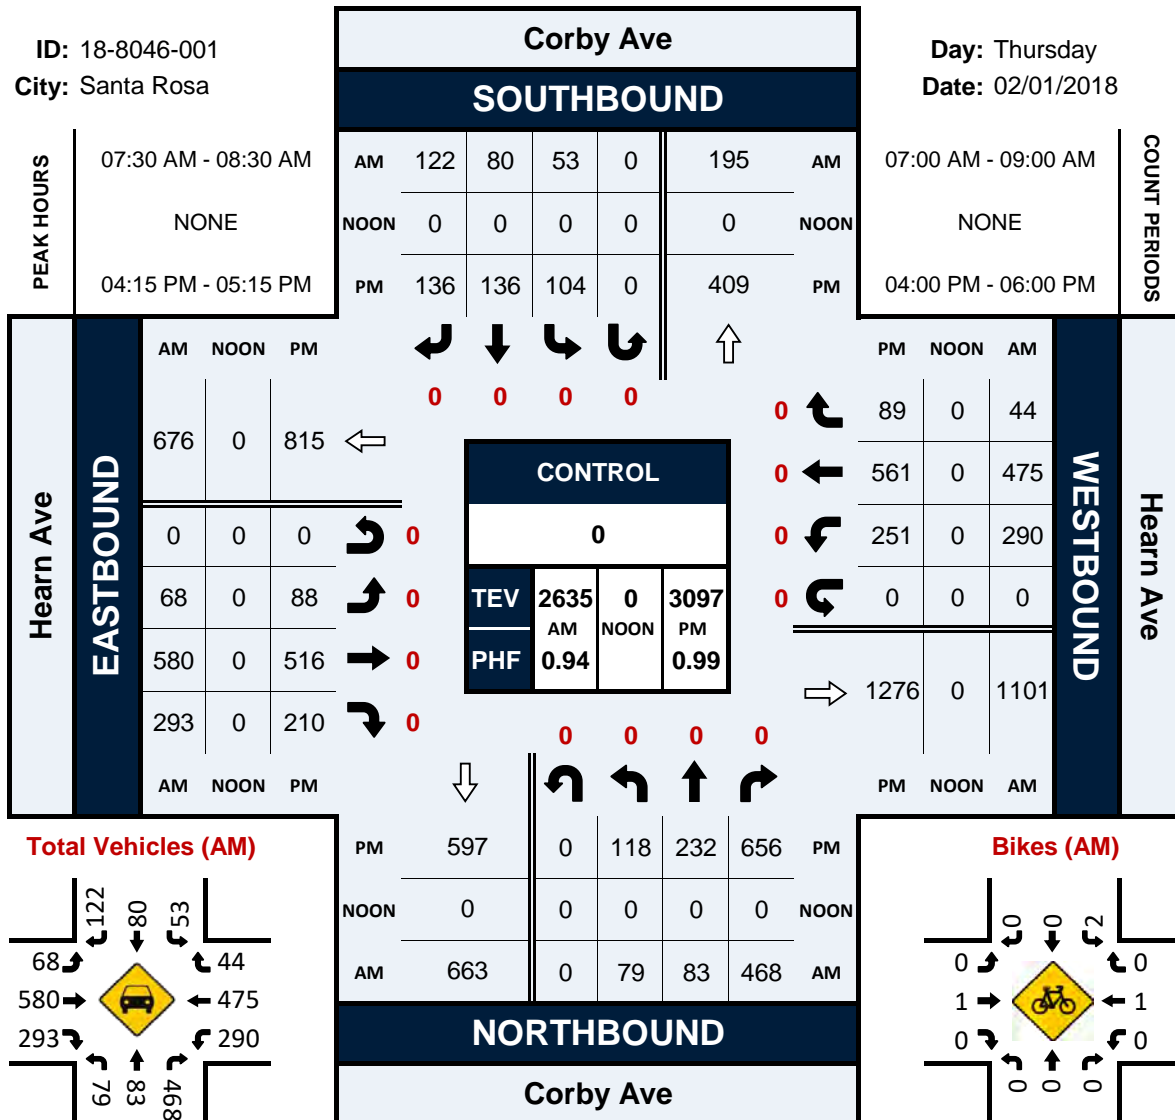 Corby Ave
ID: 18-8046-001
Day: Thursday
City: Santa Rosa
Date: 02/01/2018
SOUTHBOUND
PEAK HOURS
07:30 AM - 08:30 AM
NONE
04:15 PM - 05:15 PM
AM 122 80 53 0 195 AM
NOON 0 0 0 0 0 NOON
PM 136 136 104 0 409 PM
07:00 AM - 09:00 AM
NONE
04:00 PM - 06:00 PM
COUNT PERIODS
0 0 0 0
Hearn Ave
EASTBOUND
AM NOON PM
676 0 815
0 0 0 0
68 0 88 0
580 0 516 0
293 0 210 0
AM NOON PM
CONTROL
0
TEV 2635 0 3097
AM NOON PM
PHF 0.94 0.99
PM NOON AM
0 89 0 44
0 561 0 475
0 251 0 290
0 0 0 0
1276 0 1101
PM NOON AM
WESTBOUND
Hearn Ave
0 0 0 0
PM 597 0 118 232 656 PM
NOON 0 0 0 0 0 NOON
AM 663 0 79 83 468 AM
NORTHBOUND
Corby Ave
Total Vehicles (AM)
122 80 53
68 44
580 475
293 290
79 83 468
Bikes (AM)
0 0 2
0 0
1 1
0 0
0 0 0